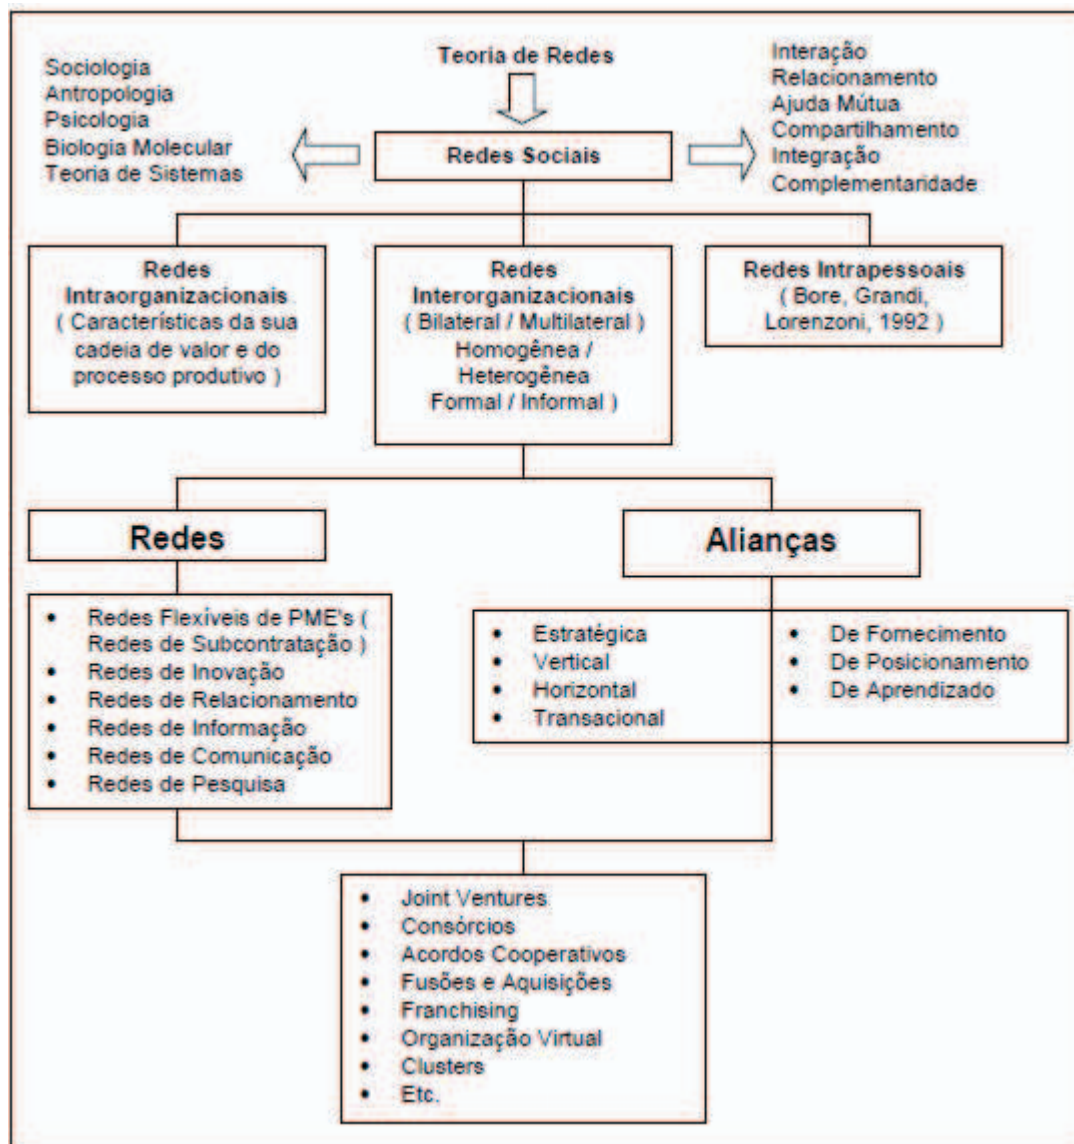 Teoria de Redes
Sociologia
Antropologia
Psicologia
Biologia Molecular
Teoria de Sistemas
Redes Sociais
Interação
Relacionamento
Ajuda Mútua
Compartilhamento
Integração
Complementaridade
Redes
Intraorganizacionais
( Características da sua
cadeia de valor e do
processo produtivo )
Redes
Interorganizacionais
( Bilateral / Multilateral )
Homogênea /
Heterogênea
Formal / Informal )
Redes Intrapessoais
( Bore, Grandi,
Lorenzoni, 1992 )
Redes
Alianças
• Redes Flexíveis de PME's (
Redes de Subcontratação )
• Redes de Inovação
• Redes de Relacionamento
• Redes de Informação
• Redes de Comunicação
• Redes de Pesquisa
• Estratégica
• Vertical
• Horizontal
• Transacional
• De Fornecimento
• De Posicionamento
• De Aprendizado
• Joint Ventures
• Consórcios
• Acordos Cooperativos
• Fusões e Aquisições
• Franchising
• Organização Virtual
• Clusters
• Etc.